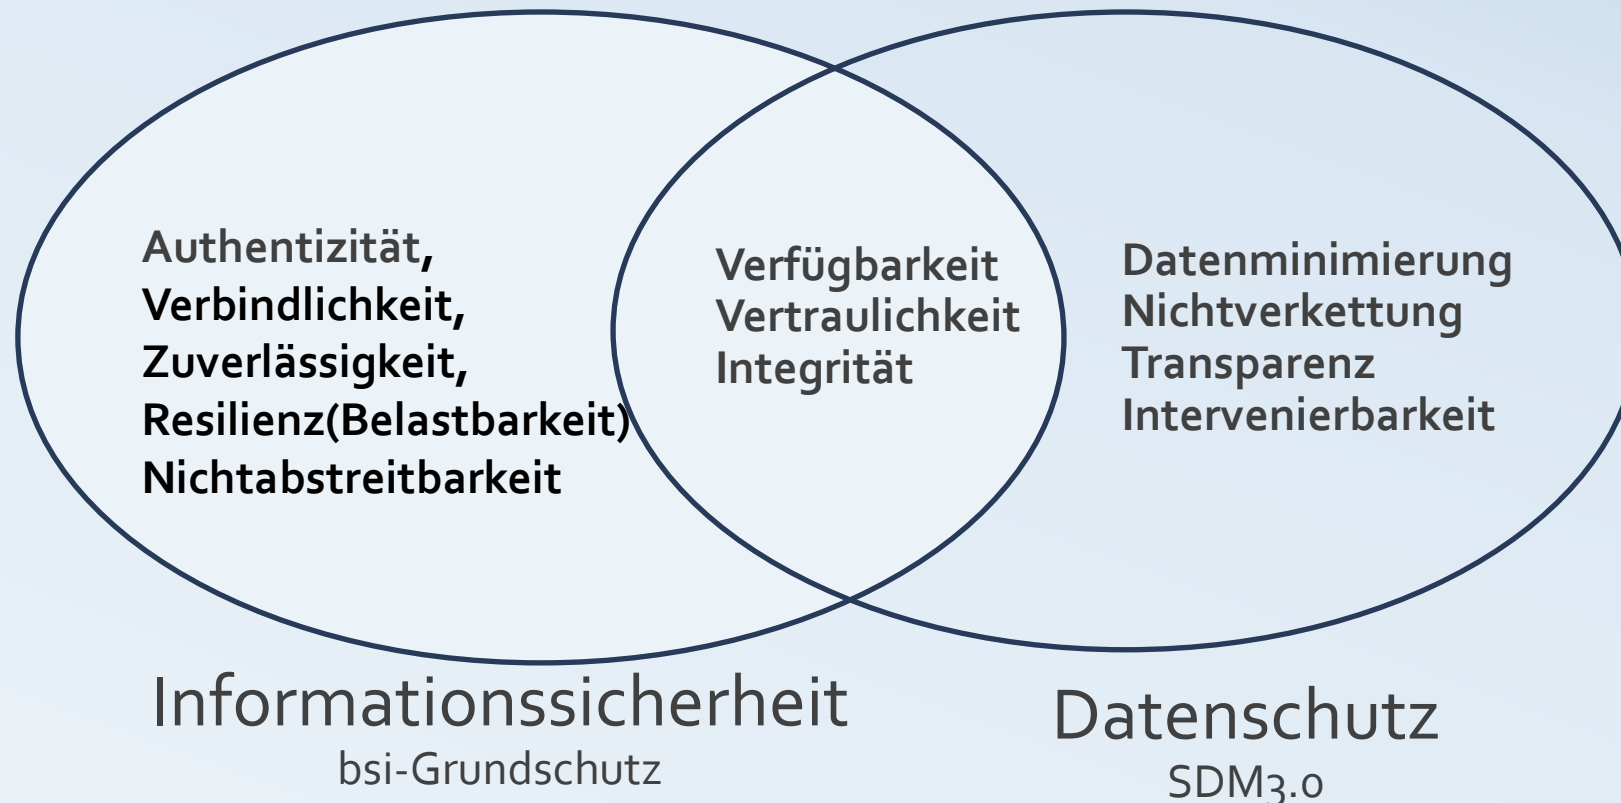 Authentizität,
Verbindlichkeit,
Zuverlässigkeit,
Resilienz(Belastbarkeit)
Nichtabstreitbarkeit
Verfügbarkeit
Vertraulichkeit
Integrität
Datenminimierung
Nichtverkettung
Transparenz
Intervenierbarkeit
Informationssicherheit
bsi-Grundschutz
Datenschutz
SDM3.0